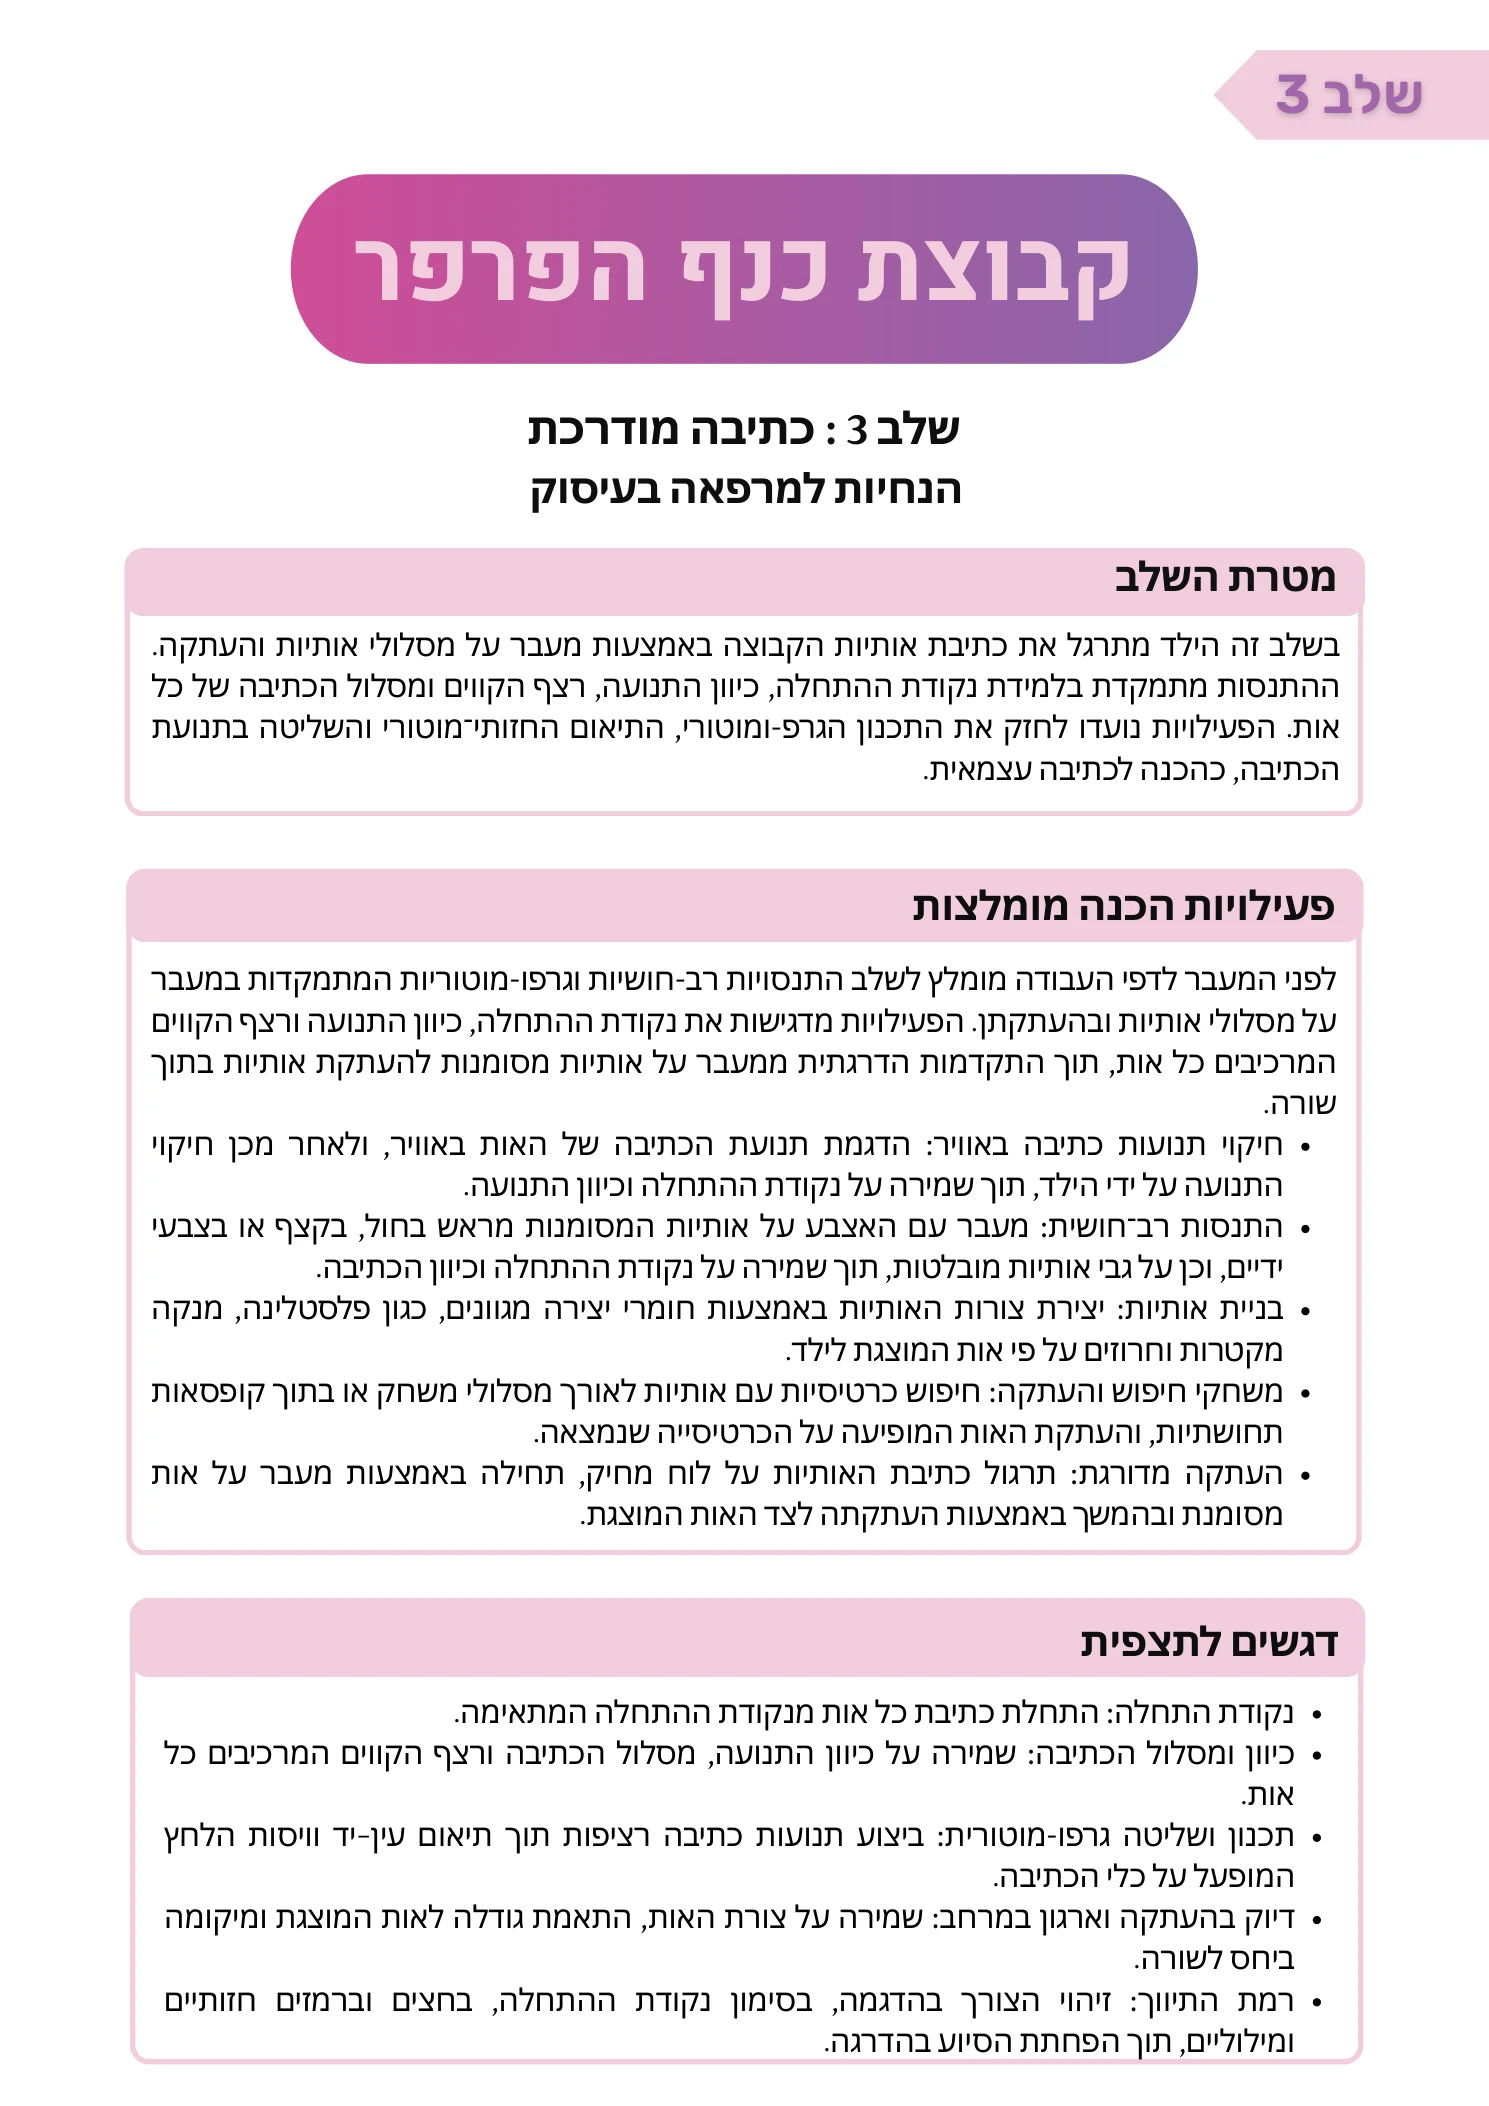 שלב 3
קבוצת כנף הפרפר
שלב 3 : כתיבה מודרכת
הנחיות למרפאה בעיסוק
מטרת השלב
בשלב זה הילד מתרגל את כתיבת אותיות הקבוצה באמצעות מעבר על מסלולי אותיות והעתקה.
ההתנסות מתמקדת בלמידת נקודת ההתחלה, כיוון התנועה, רצף הקווים ומסלול הכתיבה של כל
אות. הפעילויות נועדו לחזק את התכנון הגרפ-ומוטורי, התיאום החזותי־מוטורי והשליטה בתנועת
הכתיבה, כהכנה לכתיבה עצמאית.
פעילויות הכנה מומלצות
לפני המעבר לדפי העבודה מומלץ לשלב התנסויות רב-חושיות וגרפו-מוטוריות המתמקדות במעבר
על מסלולי אותיות ובהעתקתן. הפעילויות מדגישות את נקודת ההתחלה, כיוון התנועה ורצף הקווים
המרכיבים כל אות, תוך התקדמות הדרגתית ממעבר על אותיות מסומנות להעתקת אותיות בתוך
שורה.
• חיקוי תנועות כתיבה באוויר: הדגמת תנועת הכתיבה של האות באוויר, ולאחר מכן חיקוי
התנועה על ידי הילד, תוך שמירה על נקודת ההתחלה וכיוון התנועה.
• התנסות רב־חושית: מעבר עם האצבע על אותיות המסומנות מראש בחול, בקצף או בצבעי
ידיים, וכן על גבי אותיות מובלטות, תוך שמירה על נקודת ההתחלה וכיוון הכתיבה.
• בניית אותיות: יצירת צורות האותיות באמצעות חומרי יצירה מגוונים, כגון פלסטלינה, מנקה
מקטרות וחרוזים על פי אות המוצגת לילד.
• משחקי חיפוש והעתקה: חיפוש כרטיסיות עם אותיות לאורך מסלולי משחק או בתוך קופסאות
תחושתיות, והעתקת האות המופיעה על הכרטיסייה שנמצאה.
• העתקה מדורגת: תרגול כתיבת האותיות על לוח מחיק, תחילה באמצעות מעבר על אות
מסומנת ובהמשך באמצעות העתקתה לצד האות המוצגת.
דגשים לתצפית
• נקודת התחלה: התחלת כתיבת כל אות מנקודת ההתחלה המתאימה.
• כיוון ומסלול הכתיבה: שמירה על כיוון התנועה, מסלול הכתיבה ורצף הקווים המרכיבים כל
אות.
• תכנון ושליטה גרפו-מוטורית: ביצוע תנועות כתיבה רציפות תוך תיאום עין–יד וויסות הלחץ
המופעל על כלי הכתיבה.
• דיוק בהעתקה וארגון במרחב: שמירה על צורת האות, התאמת גודלה לאות המוצגת ומיקומה
ביחס לשורה.
• רמת התיווך: זיהוי הצורך בהדגמה, בסימון נקודת ההתחלה, בחצים וברמזים חזותיים
ומילוליים, תוך הפחתת הסיוע בהדרגה.